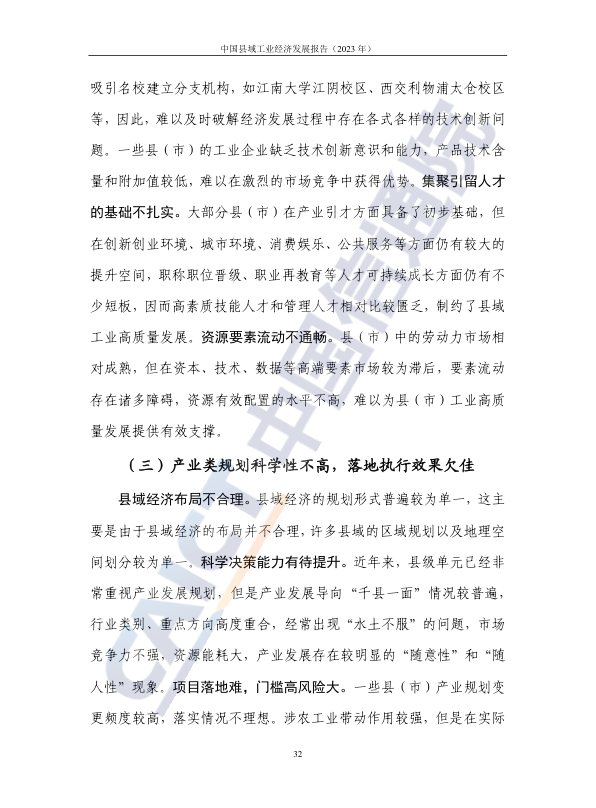 中国县域工业经济发展报告（2023 年）
吸引名校建立分支机构，如江南大学江阴校区、西交利物浦太仓校区
等，因此，难以及时破解经济发展过程中存在各式各样的技术创新问
题。一些县（市）的工业企业缺乏技术创新意识和能力，产品技术含
量和附加值较低，难以在激烈的市场竞争中获得优势。集聚引留人才
的基础不扎实。大部分县（市）在产业引才方面具备了初步基础，但
在创新创业环境、城市环境、消费娱乐、公共服务等方面仍有较大的
提升空间，职称职位晋级、职业再教育等人才可持续成长方面仍有不
少短板，因而高素质技能人才和管理人才相对比较匮乏，制约了县域
工业高质量发展。资源要素流动不通畅。县（市）中的劳动力市场相
对成熟，但在资本、技术、数据等高端要素市场较为滞后，要素流动
存在诸多障碍，资源有效配置的水平不高，难以为县（市）工业高质
量发展提供有效支撑。
（三）产业类规划科学性不高，落地执行效果欠佳
县域经济布局不合理。县域经济的规划形式普遍较为单一，这主
要是由于县域经济的布局并不合理，许多县域的区域规划以及地理空
间划分较为单一。科学决策能力有待提升。近年来，县级单元已经非
常重视产业发展规划，但是产业发展导向“千县一面”情况较普遍，
行业类别、重点方向高度重合，经常出现“水土不服”的问题，市场
竞争力不强，资源能耗大，产业发展存在较明显的“随意性”和“随
人性”现象。项目落地难，门槛高风险大。一些县（市）产业规划变
更频度较高，落实情况不理想。涉农工业带动作用较强，但是在实际
32
CAICT 中国信通院